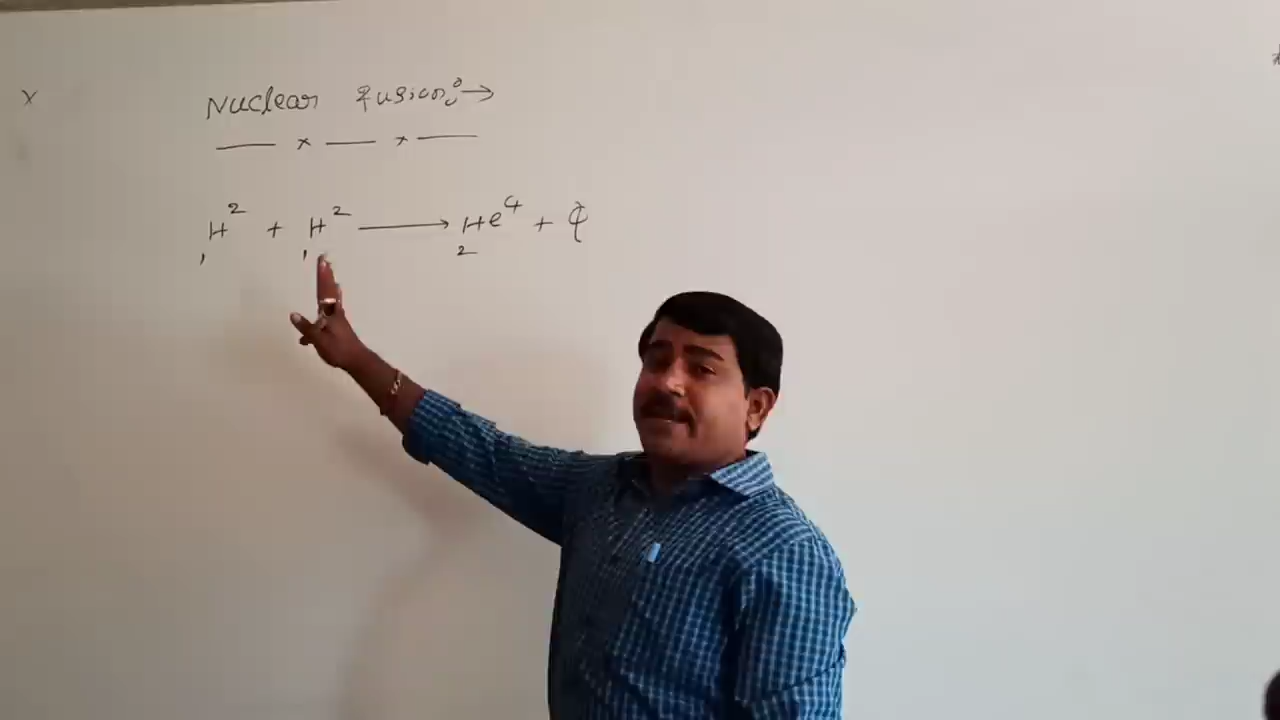 x
Nuclear fusion:→
— x — x —
₁H² + ₁H² → ₂He⁴ + Q